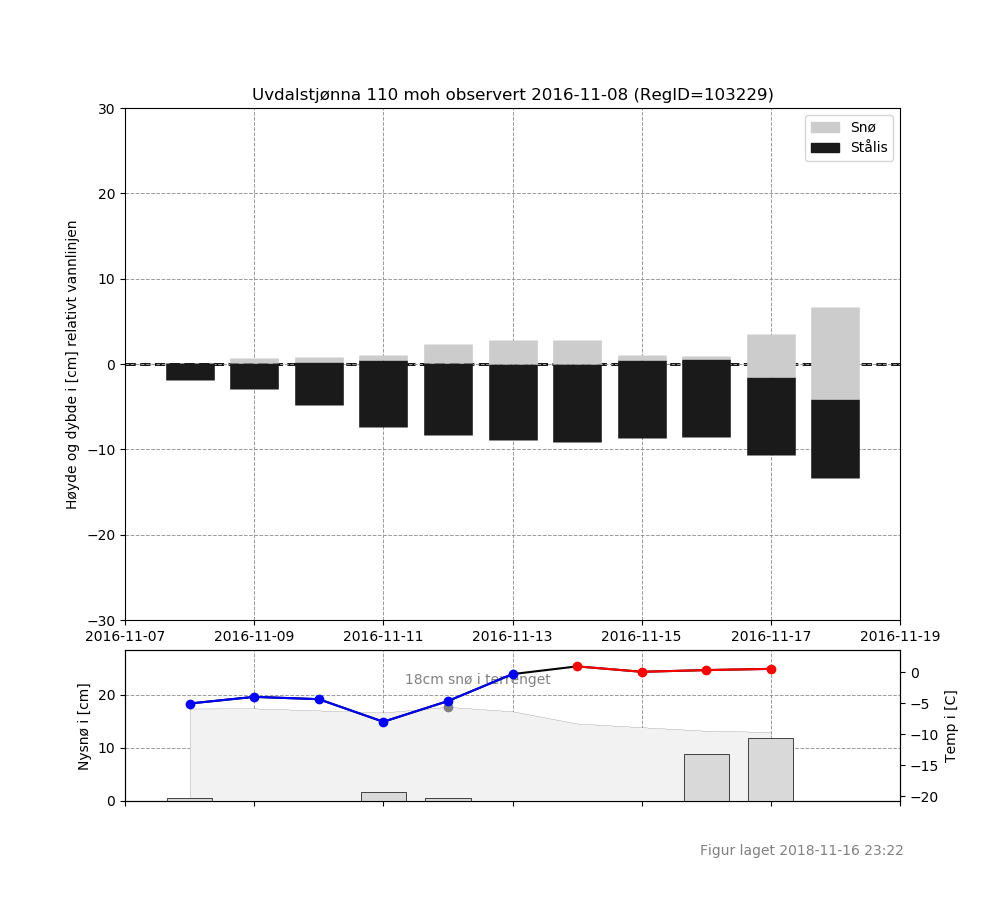 Uvdalstjønna 110 moh observert 2016-11-08 (RegID=103229)
Snø
Stålis
Høyde og dybde i [cm] relativt vannlinjen
30
20
10
0
−10
−20
−30
2016-11-07 2016-11-09 2016-11-11 2016-11-13 2016-11-15 2016-11-17 2016-11-19
18cm snø i terrenget
Nysnø i [cm]
20
10
0
0
−5
−10
−15
−20
Temp i [C]
Figur laget 2018-11-16 23:22